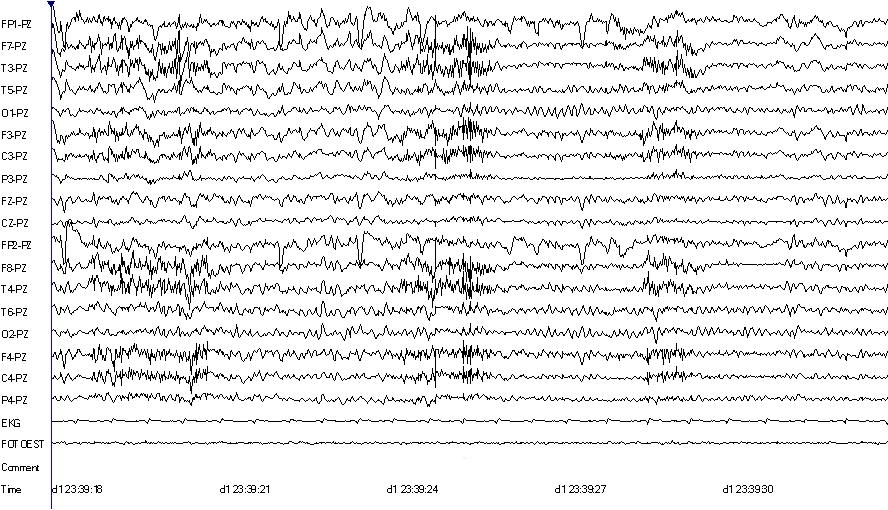 FP1-PZ
F7-PZ
T3-PZ
T5-PZ
O1-PZ
F3-PZ
C3-PZ
P3-PZ
FZ-PZ
CZ-PZ
FP2-PZ
F8-PZ
T4-PZ
T6-PZ
O2-PZ
F4-PZ
C4-PZ
P4-PZ
EKG
FOTOEST
Comment
Time d1 23:39:18 d1 23:39:21 d1 23:39:24 d1 23:39:27 d1 23:39:30